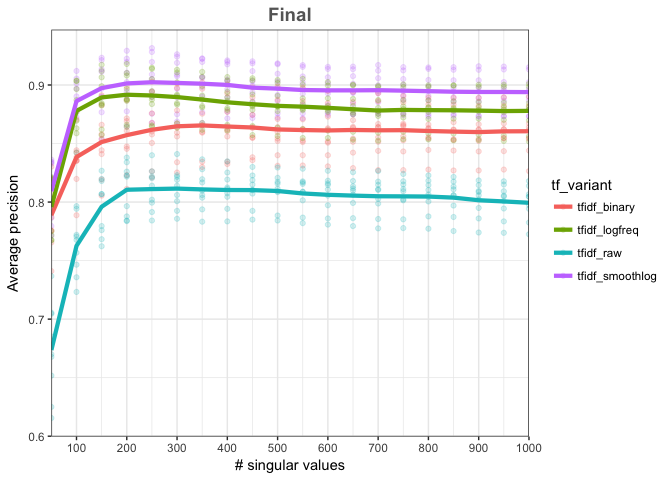 Final
Average precision
0.9
0.8
0.7
0.6
100 200 300 400 500 600 700 800 900 1000
# singular values
tf_variant
tfidf_binary
tfidf_logfreq
tfidf_raw
tfidf_smoothlog